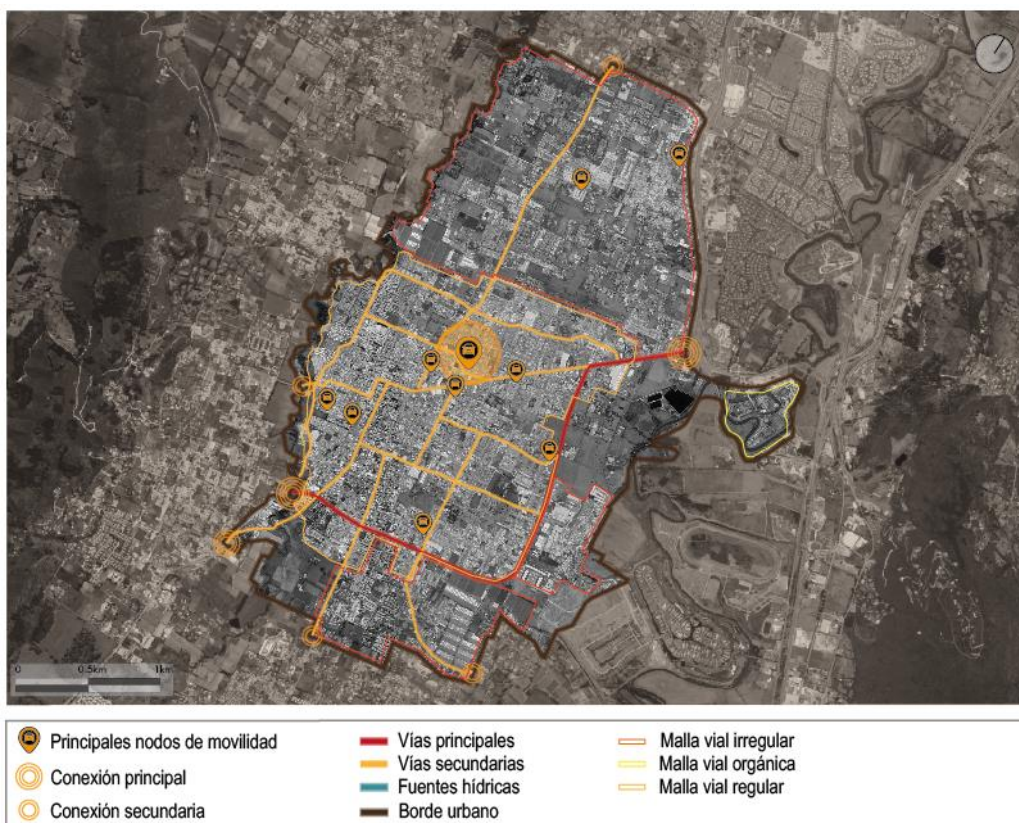 0 0.5km 1km
Principales nodos de movilidad
Conexión principal
Conexión secundaria
Vías principales
Vías secundarias
Fuentes hídricas
Borde urbano
Malla vial irregular
Malla vial orgánica
Malla vial regular